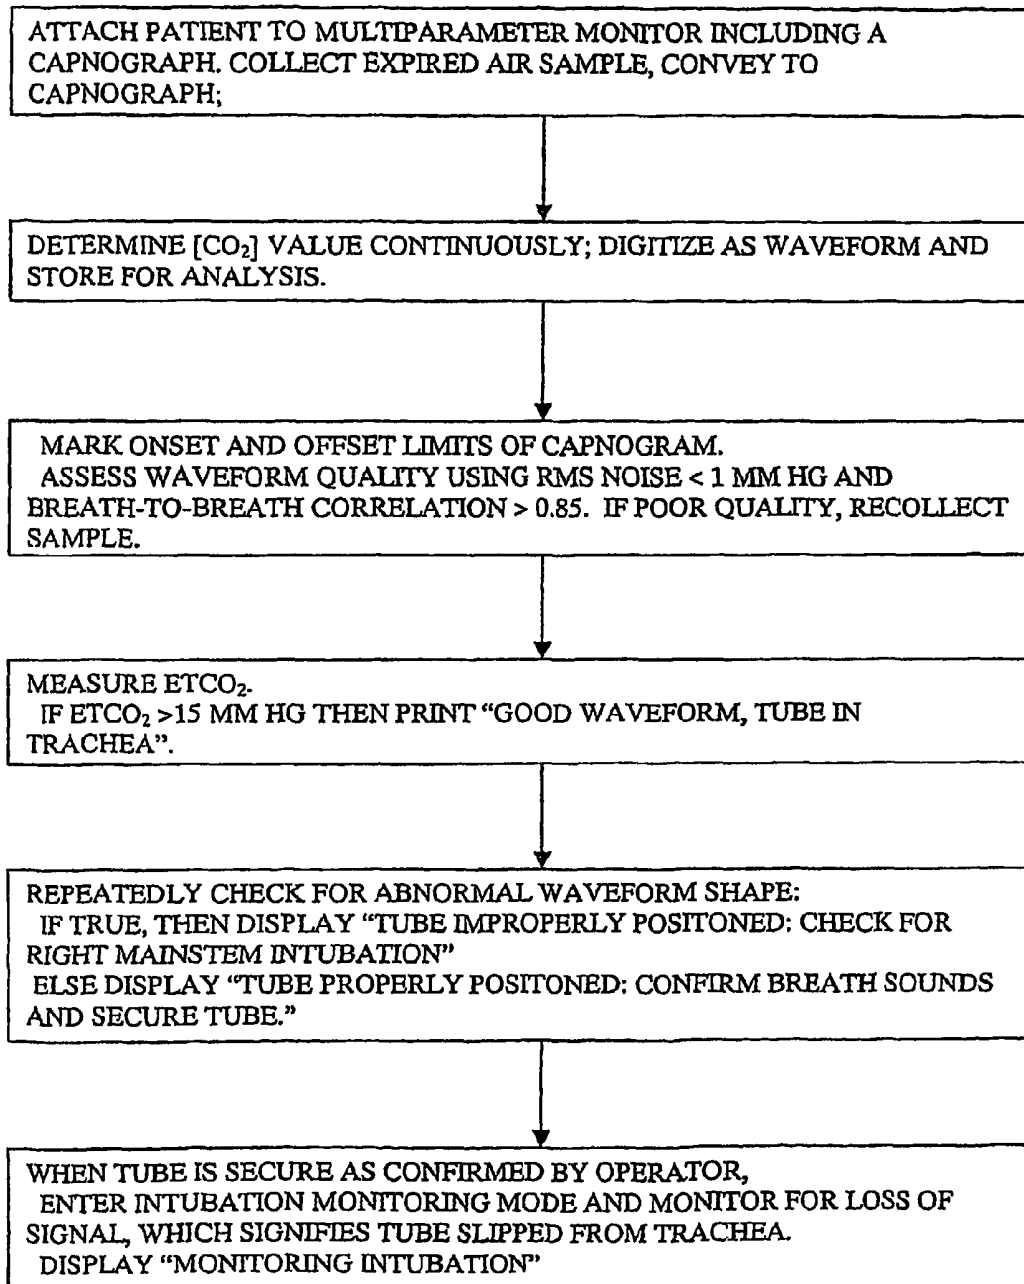 ATTACH PATIENT TO MULTIPARAMETER MONITOR INCLUDING A
CAPNOGRAPH. COLLECT EXPIRED AIR SAMPLE, CONVEY TO
CAPNOGRAPH;
DETERMINE [CO₂] VALUE CONTINUOUSLY; DIGITIZE AS WAVEFORM AND
STORE FOR ANALYSIS.
MARK ONSET AND OFFSET LIMITS OF CAPNOGRAM.
ASSESS WAVEFORM QUALITY USING RMS NOISE < 1 MM HG AND
BREATH-TO-BREATH CORRELATION > 0.85. IF POOR QUALITY, RECOLLECT
SAMPLE.
MEASURE ETCO₂.
IF ETCO₂ >15 MM HG THEN PRINT “GOOD WAVEFORM, TUBE IN
TRACHEA”.
REPEATEDLY CHECK FOR ABNORMAL WAVEFORM SHAPE:
IF TRUE, THEN DISPLAY “TUBE IMPROPERLY POSITONED: CHECK FOR
RIGHT MAINSTEM INTUBATION”
ELSE DISPLAY “TUBE PROPERLY POSITONED: CONFIRM BREATH SOUNDS
AND SECURE TUBE.”
WHEN TUBE IS SECURE AS CONFIRMED BY OPERATOR,
ENTER INTUBATION MONITORING MODE AND MONITOR FOR LOSS OF
SIGNAL, WHICH SIGNIFIES TUBE SLIPPED FROM TRACHEA.
DISPLAY “MONITORING INTUBATION”